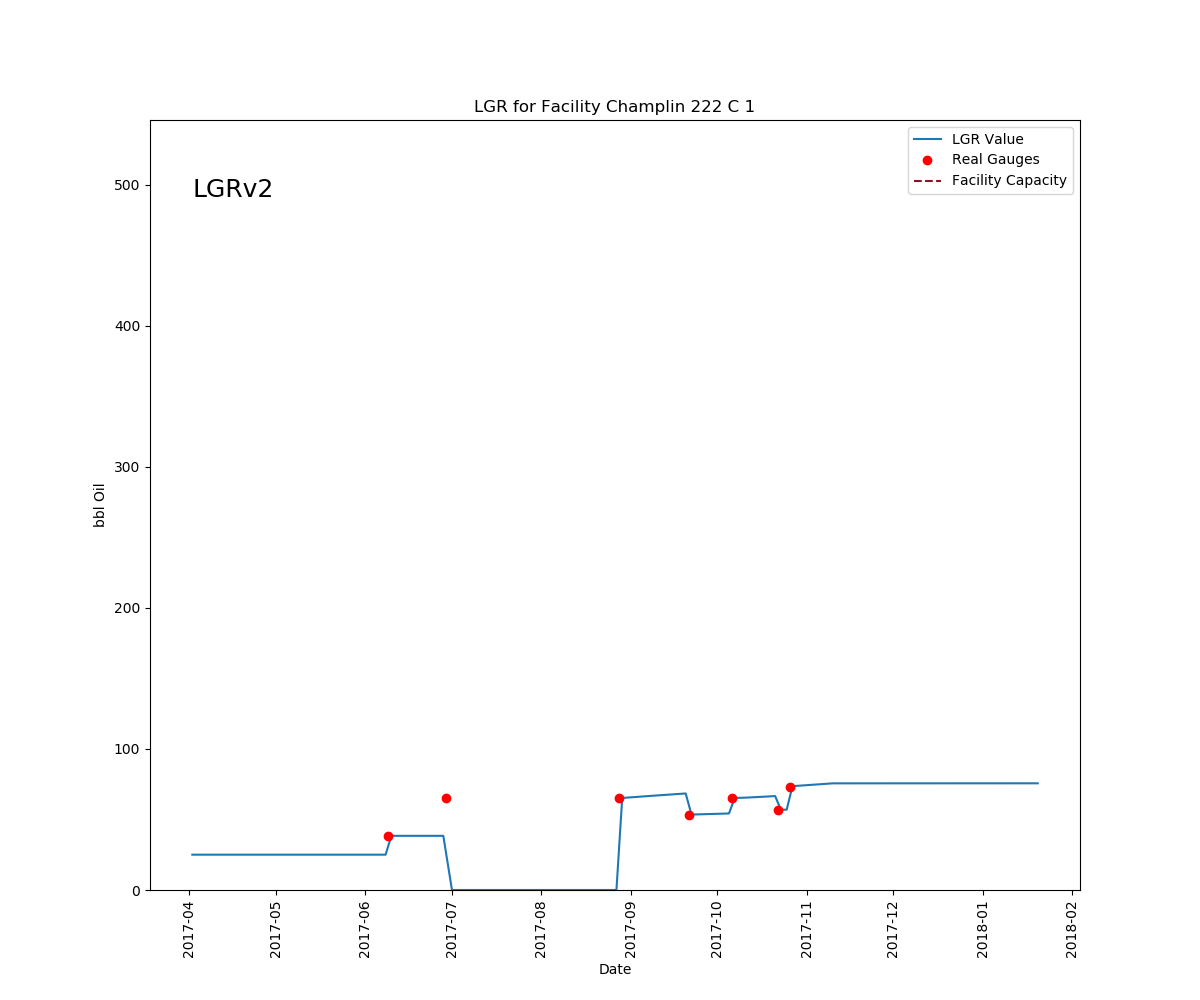 LGR for Facility Champlin 222 C 1
LGRv2
LGR Value
Real Gauges
Facility Capacity
500
400
300
200
100
0
bbl Oil
2017-04
2017-05
2017-06
2017-07
2017-08
2017-09
2017-10
2017-11
2017-12
2018-01
2018-02
Date